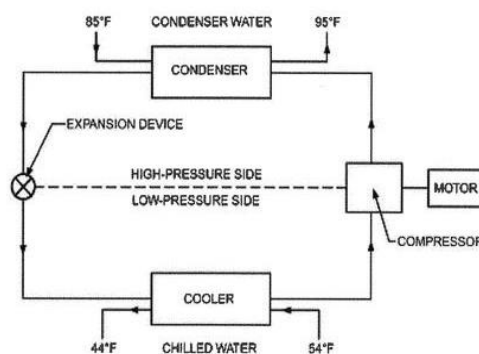 CONDENSER WATER
85°F
95°F
CONDENSER
EXPANSION DEVICE
HIGH-PRESSURE SIDE
LOW-PRESSURE SIDE
MOTOR
COMPRESSOR
COOLER
44°F
CHILLED WATER
54°F